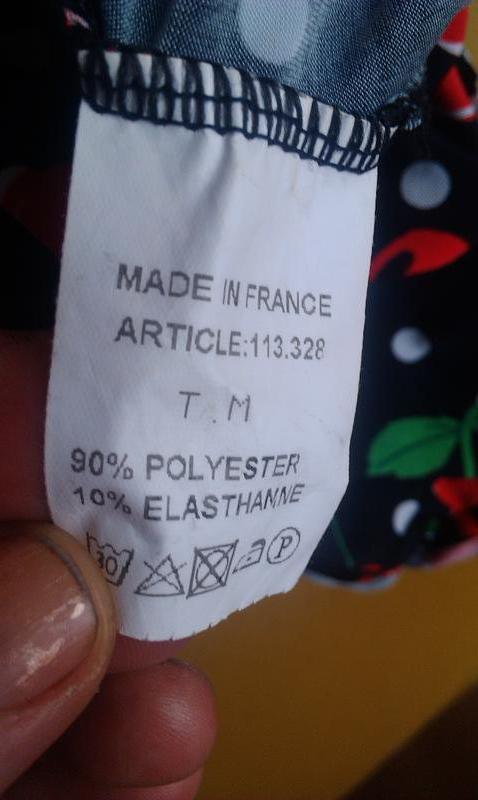 MADE IN FRANCE
ARTICLE:113.328
T.M
90% POLYESTER
10% ELASTHANNE
30
P